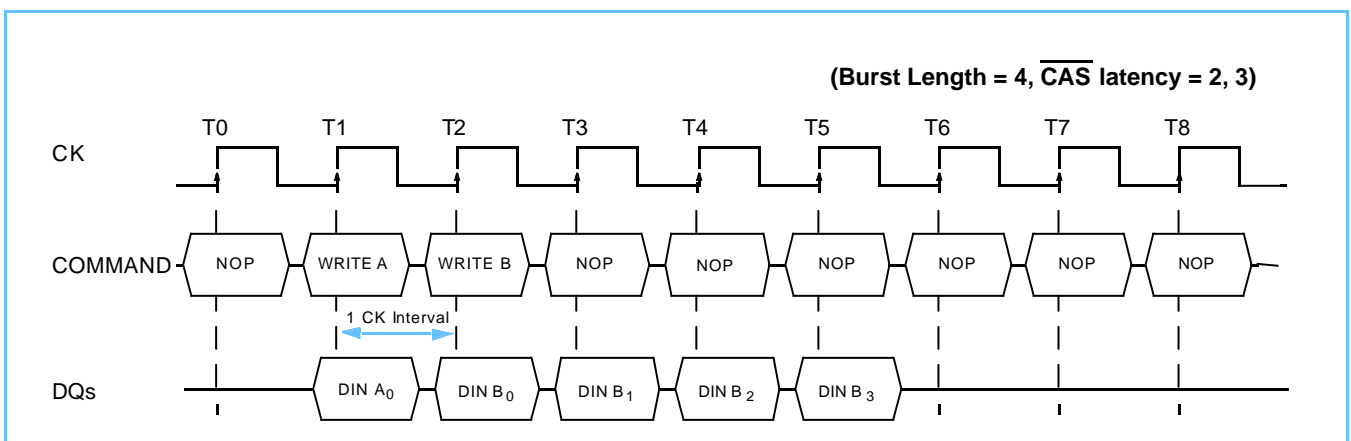 (Burst Length = 4, CAS latency = 2, 3)
T0 T1 T2 T3 T4 T5 T6 T7 T8
CK
COMMAND NOP WRITE A WRITE B NOP NOP NOP NOP NOP NOP
1 CK Interval
DQs DIN A0 DIN B0 DIN B1 DIN B2 DIN B3